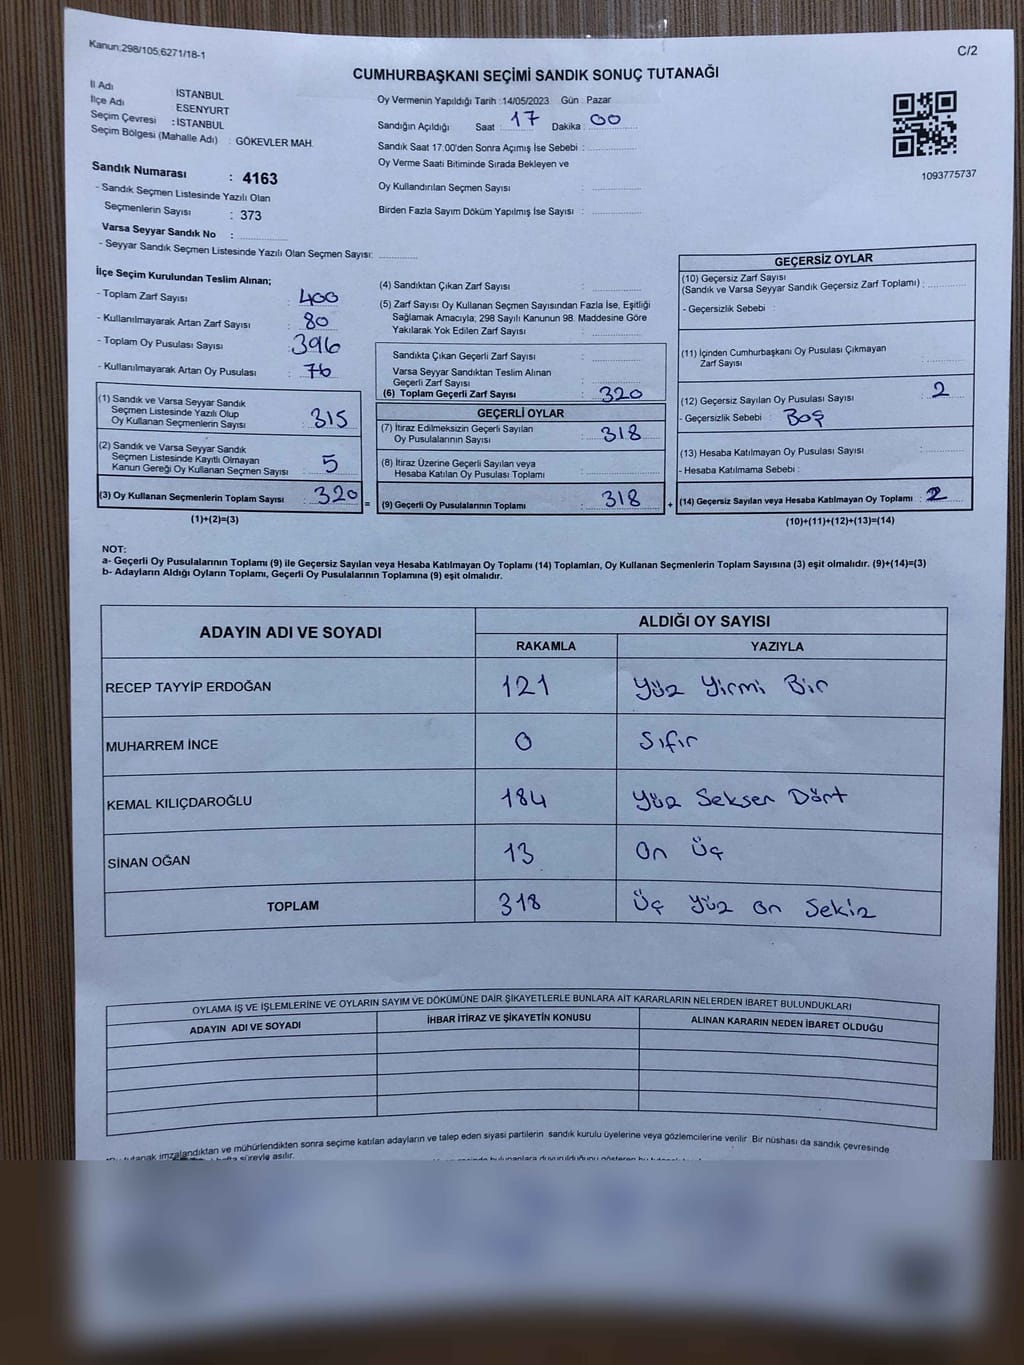 Kanun:298/105,6271/18-1
C/2
CUMHURBAŞKANI SEÇİMİ SANDIK SONUÇ TUTANAĞI
İl Adı : İSTANBUL
İlçe Adı : ESENYURT
Seçim Çevresi : İSTANBUL
Seçim Bölgesi (Mahalle Adı) : GÖKEVLER MAH.
Sandık Numarası : 4163
- Sandık Seçmen Listesinde Yazılı Olan
Seçmenlerin Sayısı : 373
Varsa Seyyar Sandık No :
- Seyyar Sandık Seçmen Listesinde Yazılı Olan Seçmen Sayısı:
Oy Vermenin Yapıldığı Tarih :14/05/2023 Gün : Pazar
Sandığın Açıldığı Saat : 17 Dakika : 00
Sandık Saat 17:00'den Sonra Açımış İse Sebebi :
Oy Verme Saati Bitiminde Sırada Bekleyen ve
Oy Kullandırılan Seçmen Sayısı :
Birden Fazla Sayım Döküm Yapılmış İse Sayısı :
1093775737
İlçe Seçim Kurulundan Teslim Alınan;
- Toplam Zarf Sayısı : 400
- Kullanılmayarak Artan Zarf Sayısı : 80
- Toplam Oy Pusulası Sayısı : 396
- Kullanılmayarak Artan Oy Pusulası : 76
(1) Sandık ve Varsa Seyyar Sandık
Seçmen Listesinde Yazılı Olup
Oy Kullanan Seçmenlerin Sayısı : 315
(2) Sandık ve Varsa Seyyar Sandık
Seçmen Listesinde Kayıtlı Olmayan
Kanun Gereği Oy Kullanan Seçmen Sayısı : 5
(3) Oy Kullanan Seçmenlerin Toplam Sayısı : 320 =
(1)+(2)=(3)
(4) Sandıktan Çıkan Zarf Sayısı :
(5) Zarf Sayısı Oy Kullanan Seçmen Sayısından Fazla İse, Eşitliği
Sağlamak Amacıyla; 298 Sayılı Kanunun 98. Maddesine Göre
Yakılarak Yok Edilen Zarf Sayısı :
Sandıkta Çıkan Geçerli Zarf Sayısı :
Varsa Seyyar Sandıktan Teslim Alınan
Geçerli Zarf Sayısı :
(6) Toplam Geçerli Zarf Sayısı : 320
GEÇERLİ OYLAR
(7) İtiraz Edilmeksizin Geçerli Sayılan
Oy Pusulalarının Sayısı : 318
(8) İtiraz Üzerine Geçerli Sayılan veya
Hesaba Katılan Oy Pusulası Toplamı :
(9) Geçerli Oy Pusulalarının Toplamı : 318 +
GEÇERSİZ OYLAR
(10) Geçersiz Zarf Sayısı
(Sandık ve Varsa Seyyar Sandık Geçersiz Zarf Toplamı) :
- Geçersizlik Sebebi :
(11) İçinden Cumhurbaşkanı Oy Pusulası Çıkmayan
Zarf Sayısı :
(12) Geçersiz Sayılan Oy Pusulası Sayısı : 2
- Geçersizlik Sebebi : Boş
(13) Hesaba Katılmayan Oy Pusulası Sayısı :
- Hesaba Katılmama Sebebi :
(14) Geçersiz Sayılan veya Hesaba Katılmayan Oy Toplamı : 2
(10)+(11)+(12)+(13)=(14)
NOT:
a- Geçerli Oy Pusulalarının Toplamı (9) ile Geçersiz Sayılan veya Hesaba Katılmayan Oy Toplamı (14) Toplamları, Oy Kullanan Seçmenlerin Toplam Sayısına (3) eşit olmalıdır. (9)+(14)=(3)
b- Adayların Aldığı Oyların Toplamı, Geçerli Oy Pusulalarının Toplamına (9) eşit olmalıdır.
ADAYIN ADI VE SOYADI ALDIĞI OY SAYISI
RAKAMLA YAZIYLA
RECEP TAYYİP ERDOĞAN 121 Yüz Yirmi Bir
MUHARREM İNCE 0 Sıfır
KEMAL KILIÇDAROĞLU 184 Yüz Seksen Dört
SİNAN OĞAN 13 On Üç
TOPLAM 318 Üç Yüz On Sekiz
OYLAMA İŞ VE İŞLEMLERİNE VE OYLARIN SAYIM VE DÖKÜMÜNE DAİR ŞİKAYETLERLE BUNLARA AİT KARARLARIN NELERDEN İBARET BULUNDUKLARI
ADAYIN ADI VE SOYADI İHBAR İTİRAZ VE ŞİKAYETİN KONUSU ALINAN KARARIN NEDEN İBARET OLDUĞU
*Bu tutanak imzalandıktan ve mühürlendikten sonra seçime katılan adayların ve talep eden siyasi partilerin sandık kurulu üyelerine veya gözlemcilerine verilir Bir nüshası da sandık çevresinde
hafta süreyle asılır.